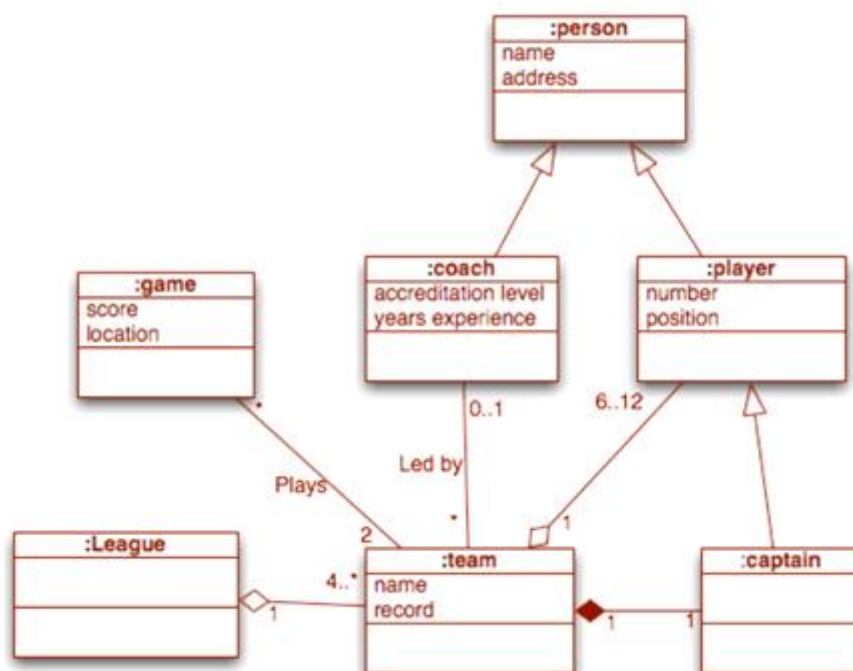 :person
name
address
:game
score
location
:coach
accreditation level
years experience
:player
number
position
*
0..1
6..12
Plays
Led by
2
*
1
:League
4..*
1
:team
name
record
1
1
:captain